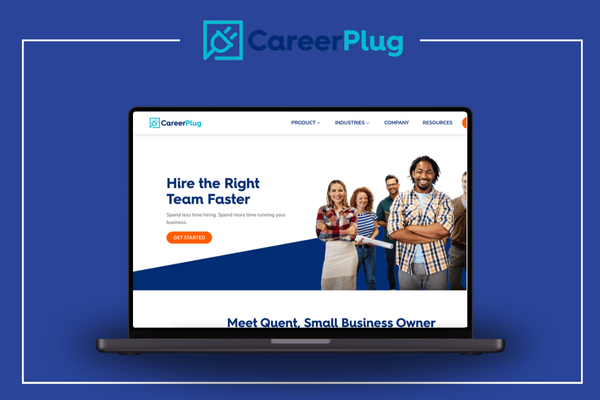 CareerPlug
CareerPlug
PRODUCT
INDUSTRIES
COMPANY
RESOURCES
Hire the Right
Team Faster
Spend less time hiring. Spend more time running your
business.
GET STARTED
Meet Quent, Small Business Owner